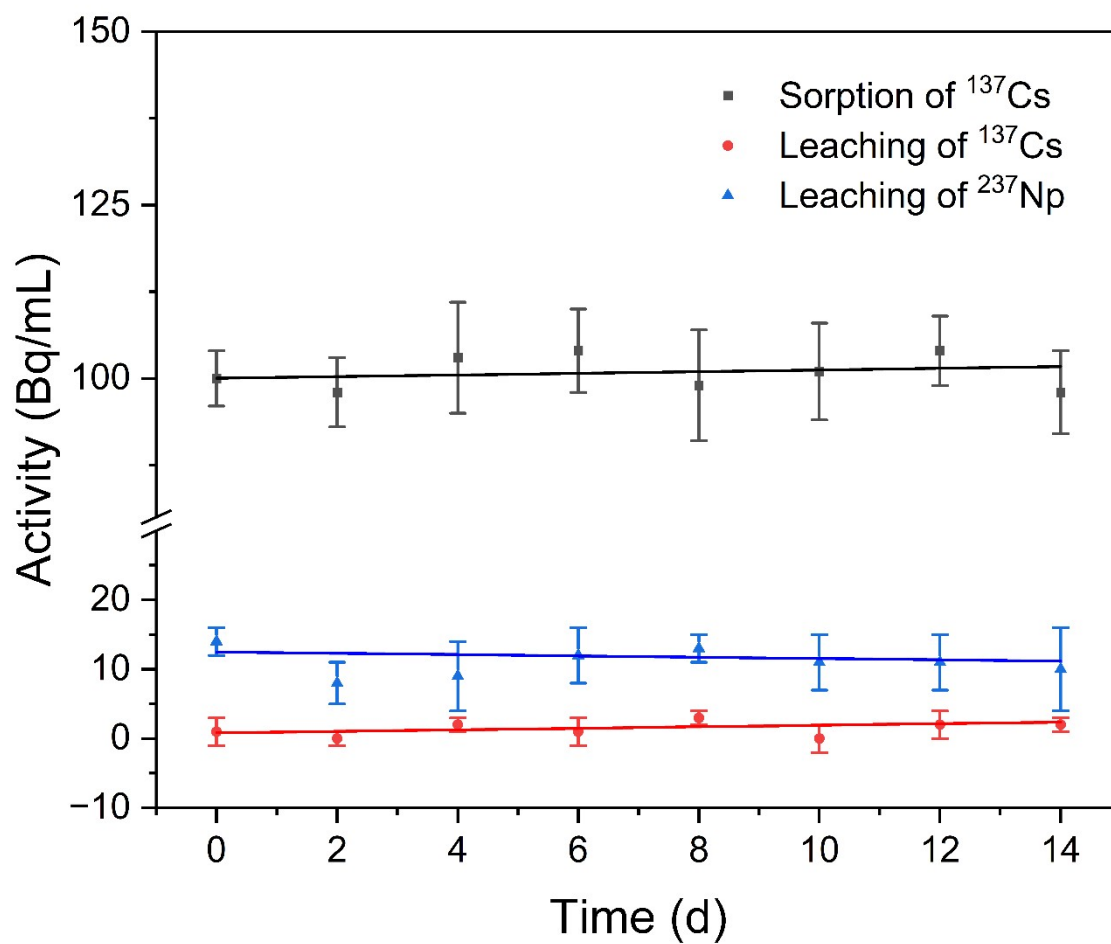 150
125
100
20
10
0
−10
Activity (Bq/mL)
Sorption of ¹³⁷Cs
Leaching of ¹³⁷Cs
Leaching of ²³⁷Np
0 2 4 6 8 10 12 14
Time (d)